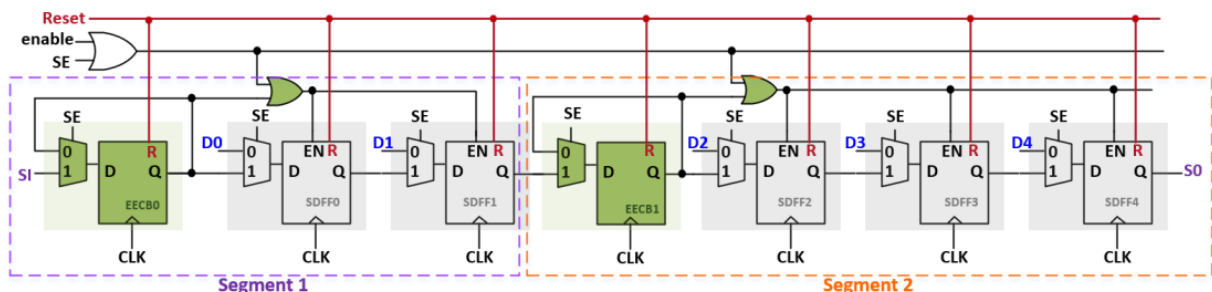 Reset
enable
SE
SE SE SE SE SE SE SE
D0 D1 D2 D3 D4
R EN R EN R R EN R EN R EN R
0 0 0 0 0 0 0
SI 1 D Q 1 D Q 1 D Q 1 D Q 1 D Q 1 D Q 1 D Q S0
EECB0 SDFF0 SDFF1 EECB1 SDFF2 SDFF3 SDFF4
CLK CLK CLK CLK CLK CLK CLK
Segment 1 Segment 2